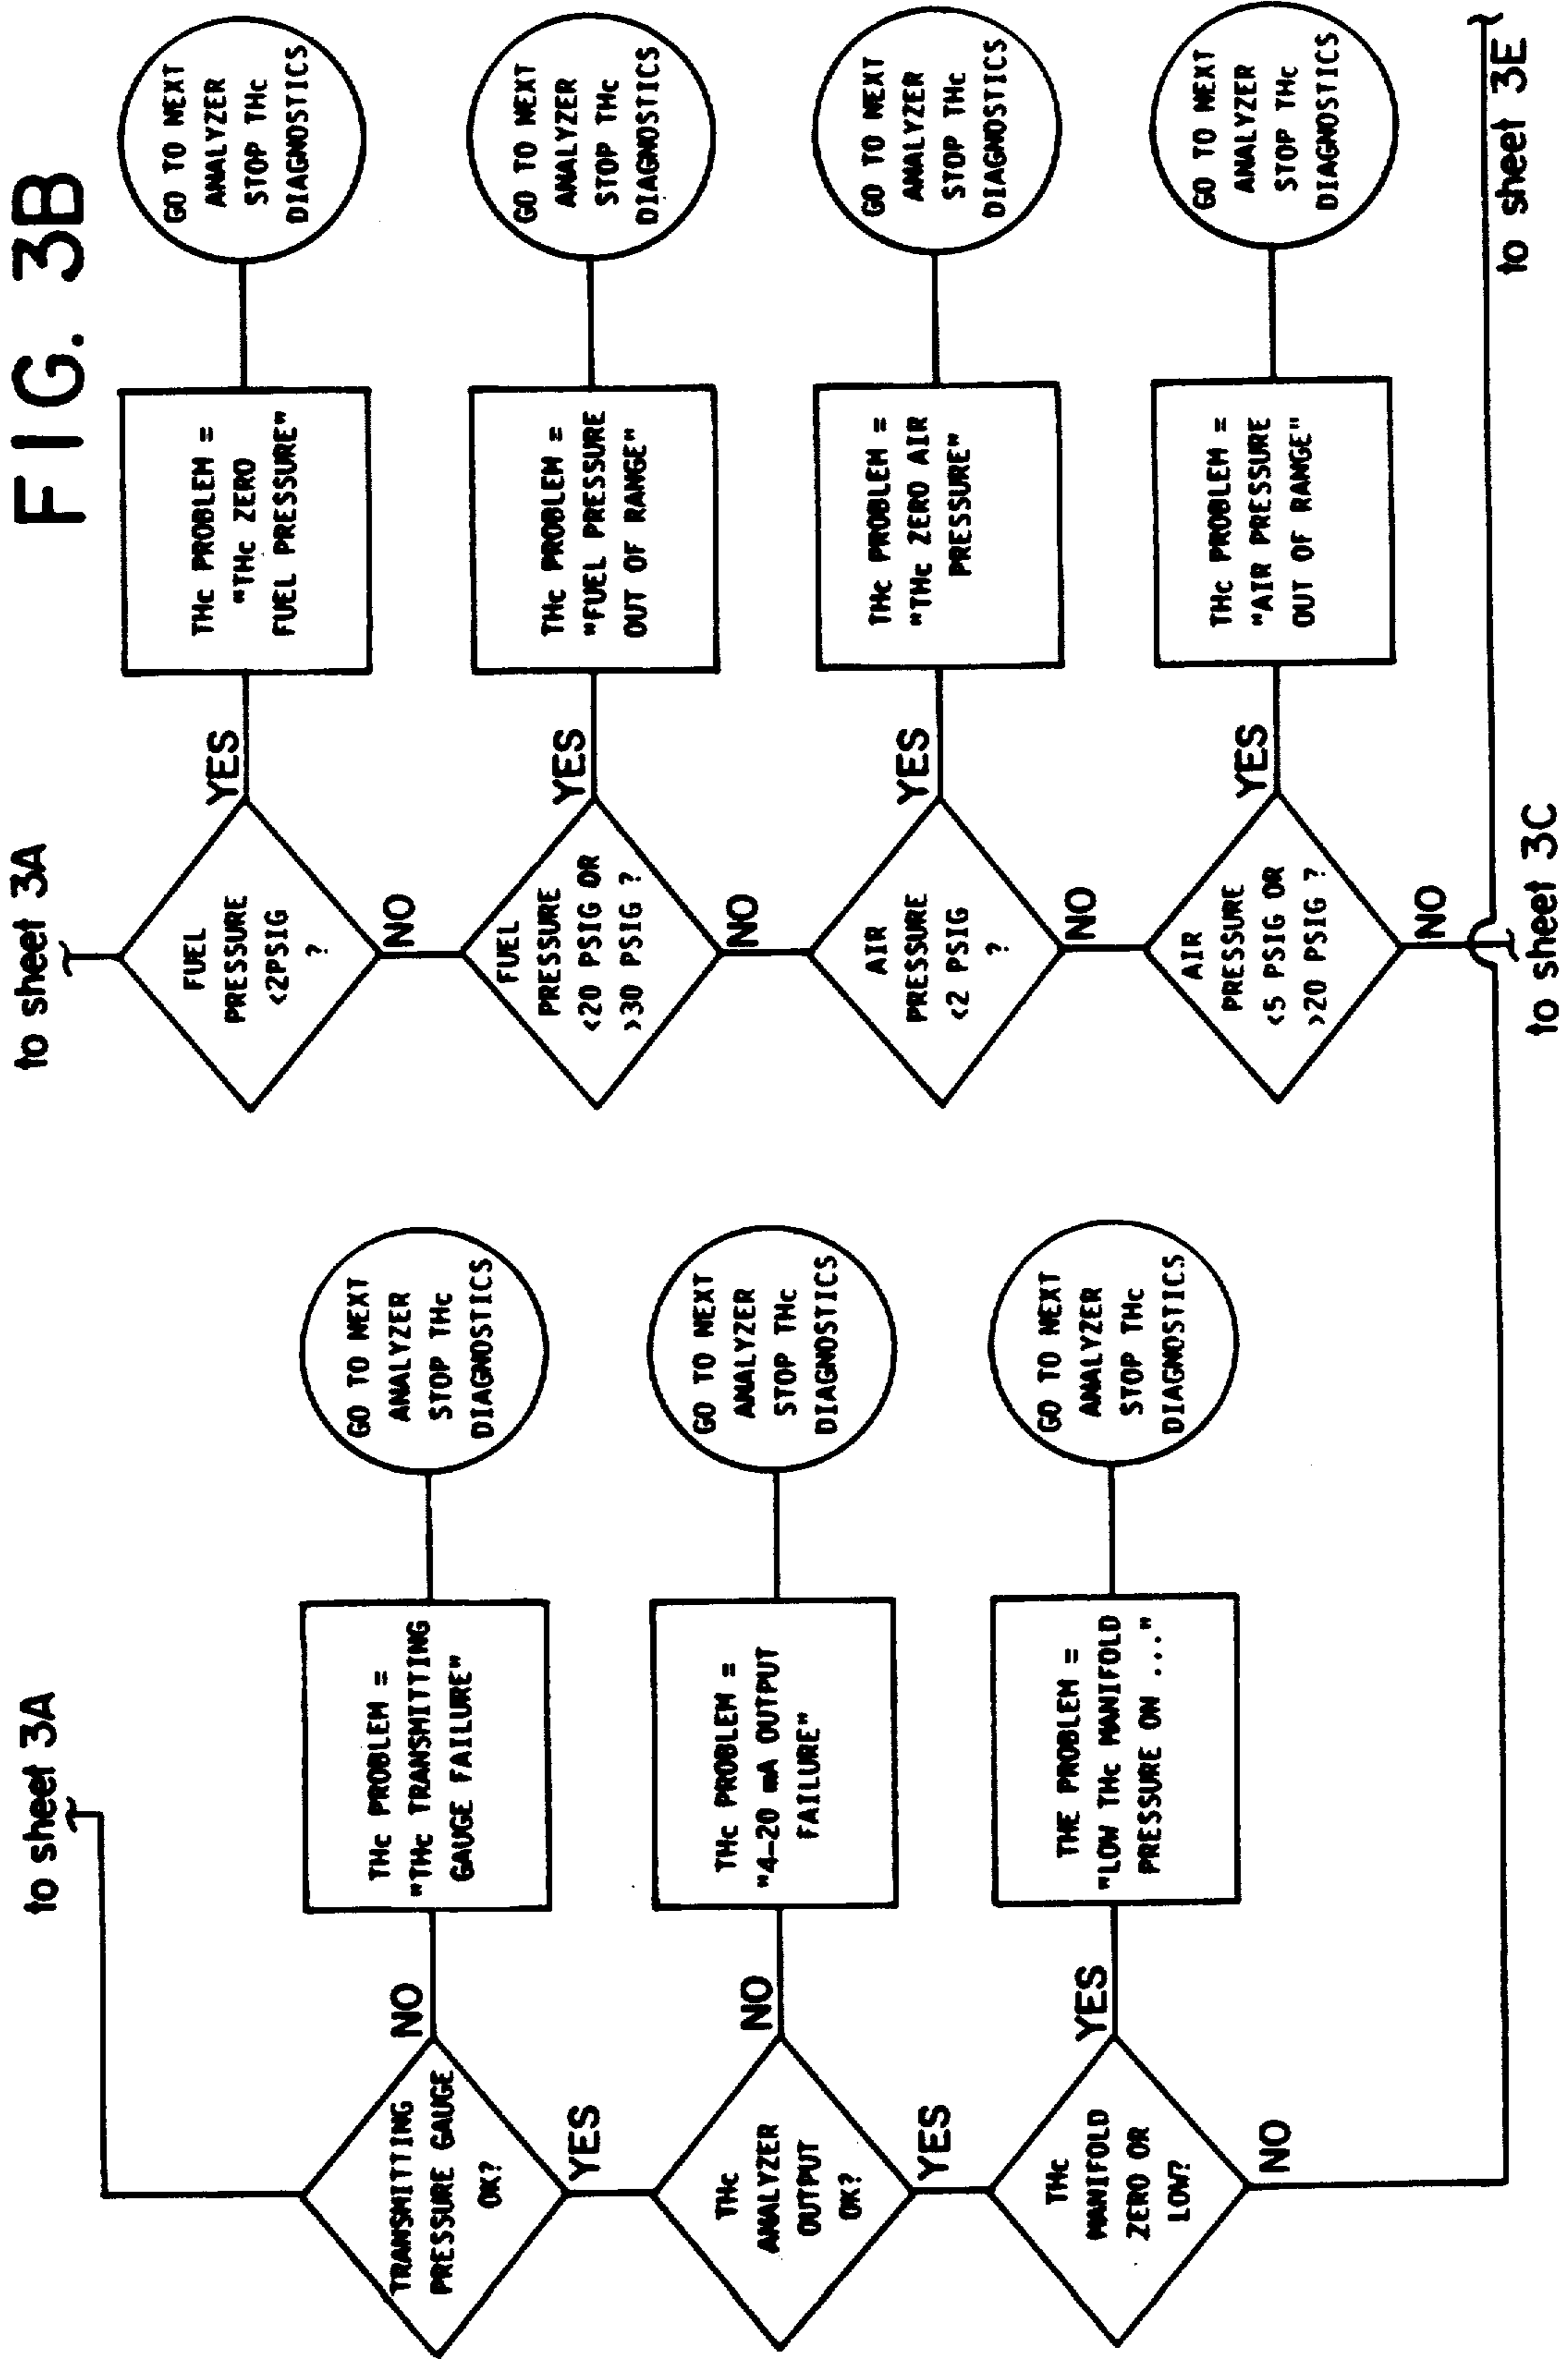 FIG. 3B
to sheet 3A
TRANSMITTING
PRESSURE GAUGE
OK?
NO
THc PROBLEM =
"THc TRANSMITTING
GAUGE FAILURE"
GO TO NEXT
ANALYZER
STOP THc
DIAGNOSTICS
YES
THc
ANALYZER
OUTPUT
OK?
NO
THc PROBLEM =
"4-20 mA OUTPUT
FAILURE"
GO TO NEXT
ANALYZER
STOP THc
DIAGNOSTICS
YES
THc
MANIFOLD
ZERO OR
LOW?
YES
THE PROBLEM =
"LOW THc MANIFOLD
PRESSURE ON ..."
GO TO NEXT
ANALYZER
STOP THc
DIAGNOSTICS
NO
to sheet 3A
FUEL
PRESSURE
<2PSIG
?
YES
THc PROBLEM =
"THc ZERO
FUEL PRESSURE"
GO TO NEXT
ANALYZER
STOP THc
DIAGNOSTICS
NO
FUEL
PRESSURE
<20 PSIG OR
>30 PSIG ?
YES
THc PROBLEM =
"FUEL PRESSURE
OUT OF RANGE"
GO TO NEXT
ANALYZER
STOP THc
DIAGNOSTICS
NO
AIR
PRESSURE
<2 PSIG
?
YES
THc PROBLEM =
"THc ZERO AIR
PRESSURE"
GO TO NEXT
ANALYZER
STOP THc
DIAGNOSTICS
NO
AIR
PRESSURE
<5 PSIG OR
>20 PSIG ?
YES
THc PROBLEM =
"AIR PRESSURE
OUT OF RANGE"
GO TO NEXT
ANALYZER
STOP THc
DIAGNOSTICS
NO
to sheet 3C
to sheet 3E